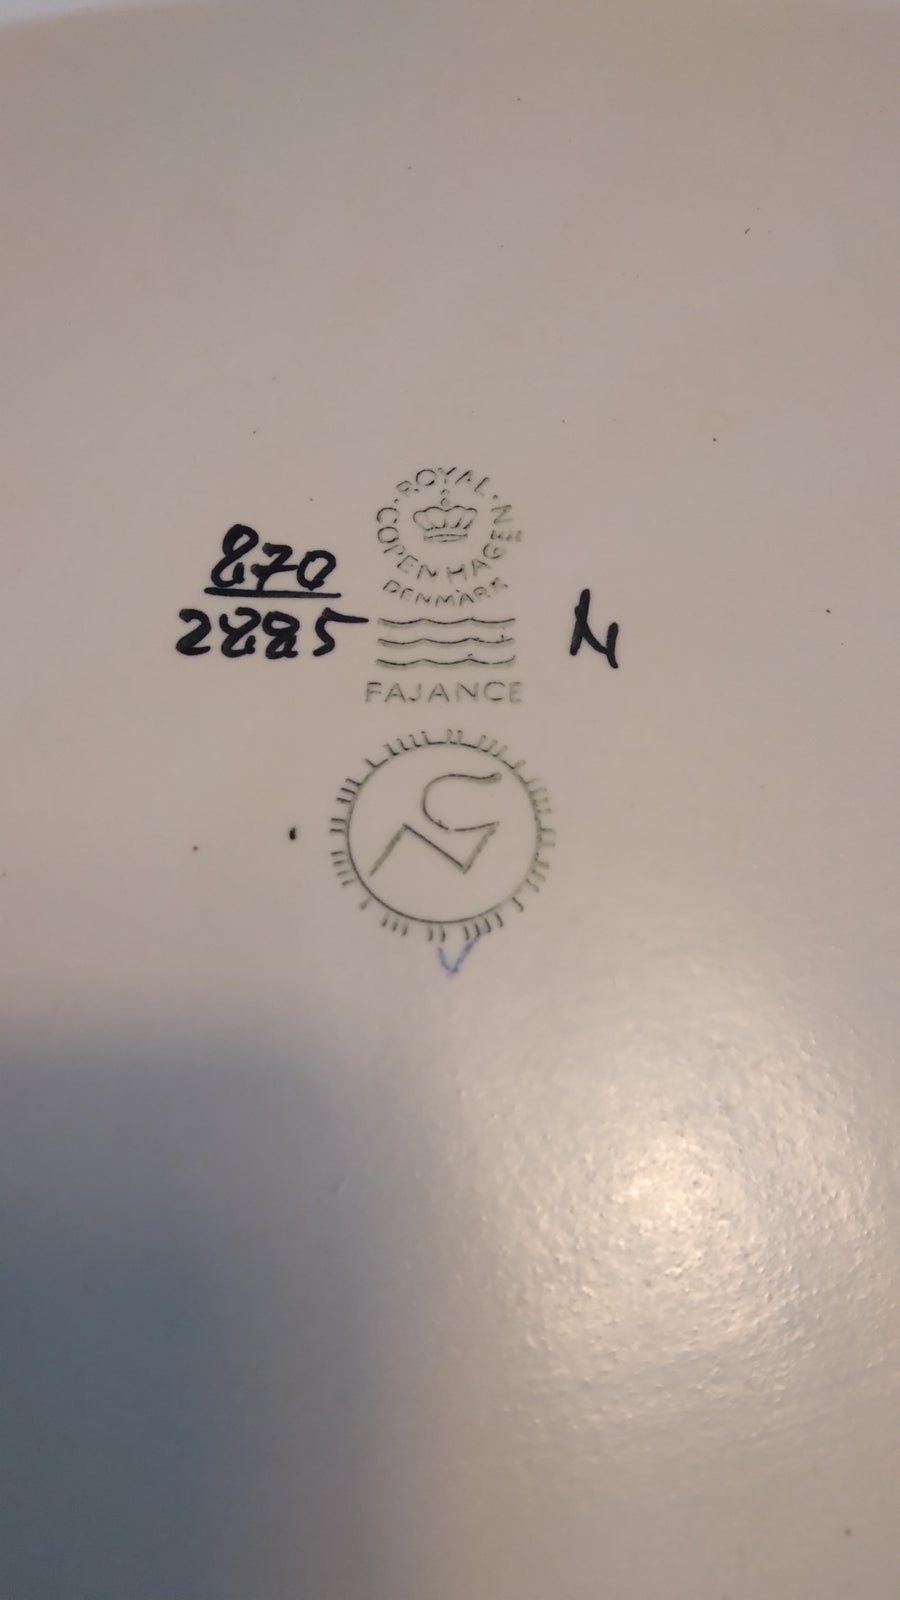 ROYAL
COPENHAGEN
DENMARK
870
2885
FAJANCE